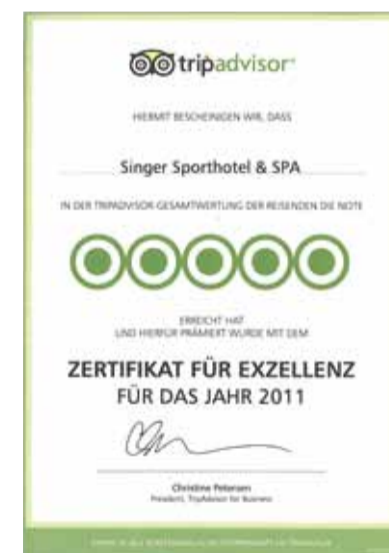 tripadvisor
HIERMIT BESCHEINIGEN WIR, DASS
Singer Sporthotel & SPA
IN DER TRIPADVISOR-GESAMTWERTUNG DER REISENDEN DIE NOTE
ERREICHT HAT
UND HIERFÜR PRÄMIERT WURDE MIT DEM
ZERTIFIKAT FÜR EXZELLENZ
FÜR DAS JAHR 2011
Christine Petersen
President, TripAdvisor for Business